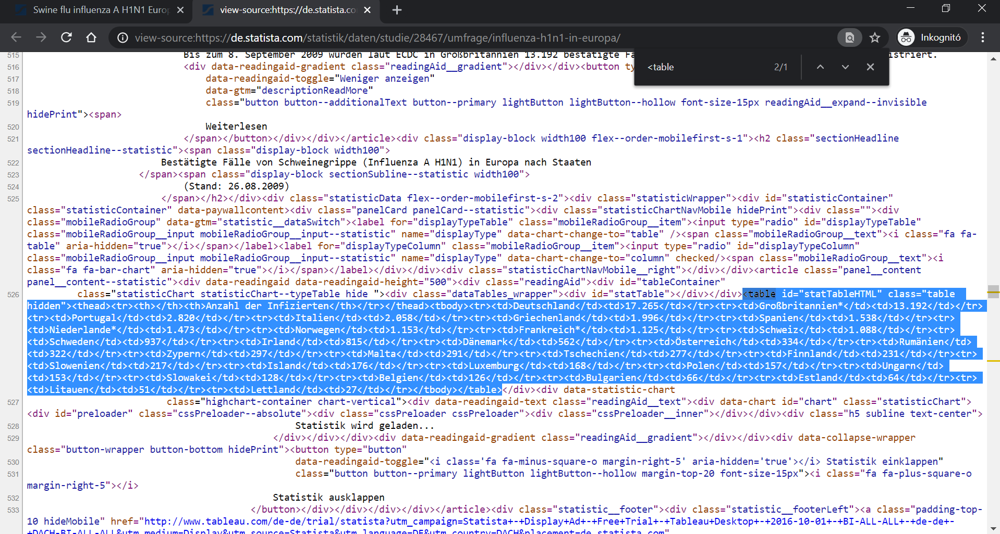 Swine flu influenza A H1N1 Euro
view-source:https://de.statista.co
view-source:https://de.statista.com/statistik/daten/studie/28467/umfrage/influenza-h1n1-in-europa/
Inkognitó
<table 2/1
515 Bis zum 8. September 2009 wurden laut ECDC in Großbritannien 13.192 bestätigte Fä istriert.
516 <div data-readingaid-gradient class="readingAid__gradient"></div></div><button ty
517 data-readingaid-toggle="Weniger anzeigen"
518 data-gtm="descriptionReadMore"
519 class="button button--additionalText button--primary lightButton lightButton--hollow font-size-15px readingAid__expand--invisible
hidePrint"><span>
520 Weiterlesen
521 </span></button></div></div></article><div class="display-block width100 flex--order-mobilefirst-s-1"><h2 class="sectionHeadline
sectionHeadline--statistic"><span class="display-block width100">
522 Bestätigte Fälle von Schweinegrippe (Influenza A H1N1) in Europa nach Staaten
523 </span><span class="display-block sectionSubline--statistic width100">
524 (Stand: 26.08.2009)
525 </span></h2></div><div class="statisticData flex--order-mobilefirst-s-2"><div class="statisticWrapper"><div id="statisticContainer"
class="statisticContainer" data-paywallcontent><div class="panelCard panelCard--statistic"><div class="statisticChartNavMobile hidePrint"><div class=""><div
class="mobileRadioGroup" data-gtm="statistic__dataSwitch"><label for="displayTypeTable" class="mobileRadioGroup__item"><input type="radio" id="displayTypeTable"
class="mobileRadioGroup__input mobileRadioGroup__input--statistic" name="displayType" data-chart-change-to="table" /><span class="mobileRadioGroup__text"><i class="fa fa-
table" aria-hidden="true"></i></span></label><label for="displayTypeColumn" class="mobileRadioGroup__item"><input type="radio" id="displayTypeColumn"
class="mobileRadioGroup__input mobileRadioGroup__input--statistic" name="displayType" data-chart-change-to="column" checked/><span class="mobileRadioGroup__text"><i
class="fa fa-bar-chart" aria-hidden="true"></i></span></label></div></div><div class="statisticChartNavMobile__right"></div></div><article class="panel__content
panel__content--statistic"><div data-readingaid data-readingaid-height="500"><div class="readingAid"><div id="tableContainer"
526 class="statisticChart statisticChart--typeTable hide "><div class="dataTables_wrapper"><div id="statTable"></div></div><table id="statTableHTML" class="table
hidden"><thead><tr><th></th><th>Anzahl der Infizierten</th></tr></thead><tbody><tr><td>Deutschland</td><td>17.265</td></tr><tr><td>Großbritannien*</td><td>13.192</td></tr>
<tr><td>Portugal</td><td>2.820</td></tr><tr><td>Italien</td><td>2.058</td></tr><tr><td>Griechenland</td><td>1.996</td></tr><tr><td>Spanien</td><td>1.538</td></tr><tr>
<td>Niederlande*</td><td>1.473</td></tr><tr><td>Norwegen</td><td>1.153</td></tr><tr><td>Frankreich*</td><td>1.125</td></tr><tr><td>Schweiz</td><td>1.088</td></tr><tr>
<td>Schweden</td><td>937</td></tr><tr><td>Irland</td><td>815</td></tr><tr><td>Dänemark</td><td>562</td></tr><tr><td>Österreich</td><td>334</td></tr><tr><td>Rumänien</td>
<td>322</td></tr><tr><td>Zypern</td><td>297</td></tr><tr><td>Malta</td><td>291</td></tr><tr><td>Tschechien</td><td>277</td></tr><tr><td>Finnland</td><td>231</td></tr><tr>
<td>Slowenien</td><td>217</td></tr><tr><td>Island</td><td>176</td></tr><tr><td>Luxemburg</td><td>168</td></tr><tr><td>Polen</td><td>157</td></tr><tr><td>Ungarn</td>
<td>153</td></tr><tr><td>Slowakei</td><td>128</td></tr><tr><td>Belgien</td><td>126</td></tr><tr><td>Bulgarien</td><td>66</td></tr><tr><td>Estland</td><td>64</td></tr><tr>
<td>Litauen</td><td>51</td></tr><tr><td>Lettland</td><td>27</td></tr></tbody></table></div><div data-statistic-chart
527 class="highchart-container chart-vertical"><div data-readingaid-text class="readingAid__text"><div data-chart id="chart" class="statisticChart">
<div id="preloader" class="cssPreloader--absolute"><div class="cssPreloader cssPreloader"><div class="cssPreloader__inner"></div></div><div class="h5 subline text-center">
528 Statistik wird geladen...
529 </div></div></div><div data-readingaid-gradient class="readingAid__gradient"></div></div><div data-collapse-wrapper
class="button-wrapper button-bottom hidePrint"><button type="button"
530 data-readingaid-toggle="<i class='fa fa-minus-square-o margin-right-5' aria-hidden='true'></i> Statistik einklappen"
531 class="button button--primary lightButton lightButton--hollow margin-top-20 font-size-15px"><i class="fa fa-plus-square-o
margin-right-5"></i>
532 Statistik ausklappen
533 </button></div></div></div></div></article><div class="statistic__footer"><div class="statistic__footerLeft"><a class="padding-top-
10 hideMobile" href="http://www.tableau.com/de-de/trial/statista?utm_campaign=Statista+-+Display+Ad+-+Free+Trial+-+Tableau+Desktop+-+2016-10-01+-+BI-ALL-ALL+-+de-de+-
+DACH-BI-ALL-ALL&utm_medium=Display&utm_source=Statista&utm_language=DE&utm_country=DACH&placement=de.statista.com"